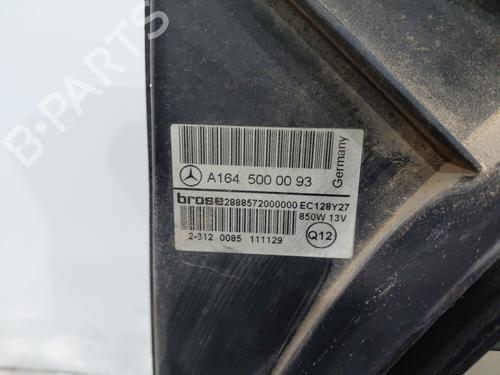 A164 500 00 93
Germany
brose 2888572000000 EC128Y27
850W 13V
2-312 0085 111129
Q12
B-PARTS